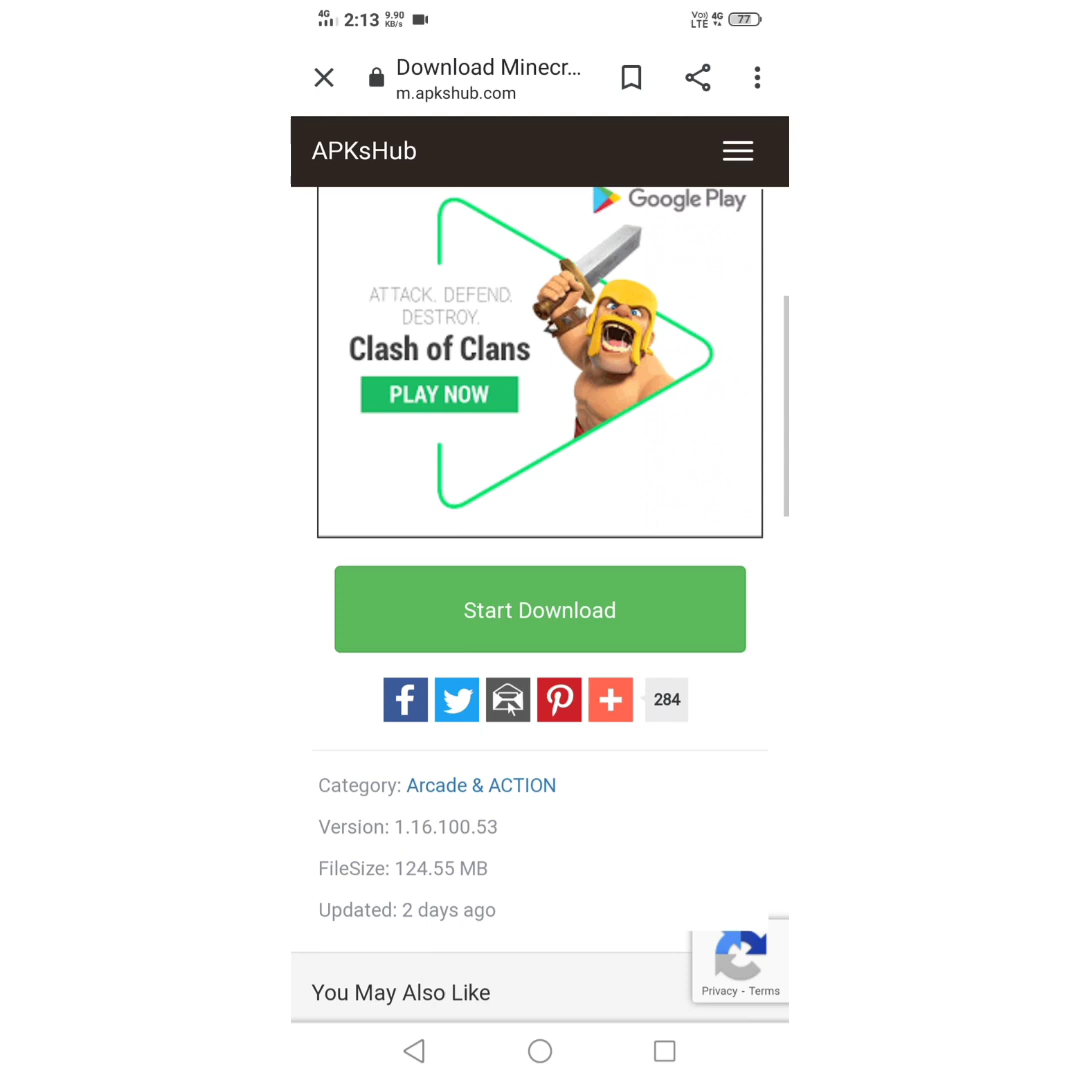 4G 2:13 9.90 KB/s
Vo)) LTE 4G 77
Download Minecr...
m.apkshub.com
APKsHub
Google Play
ATTACK. DEFEND.
DESTROY.
Clash of Clans
PLAY NOW
Start Download
284
Category: Arcade & ACTION
Version: 1.16.100.53
FileSize: 124.55 MB
Updated: 2 days ago
You May Also Like
Privacy - Terms